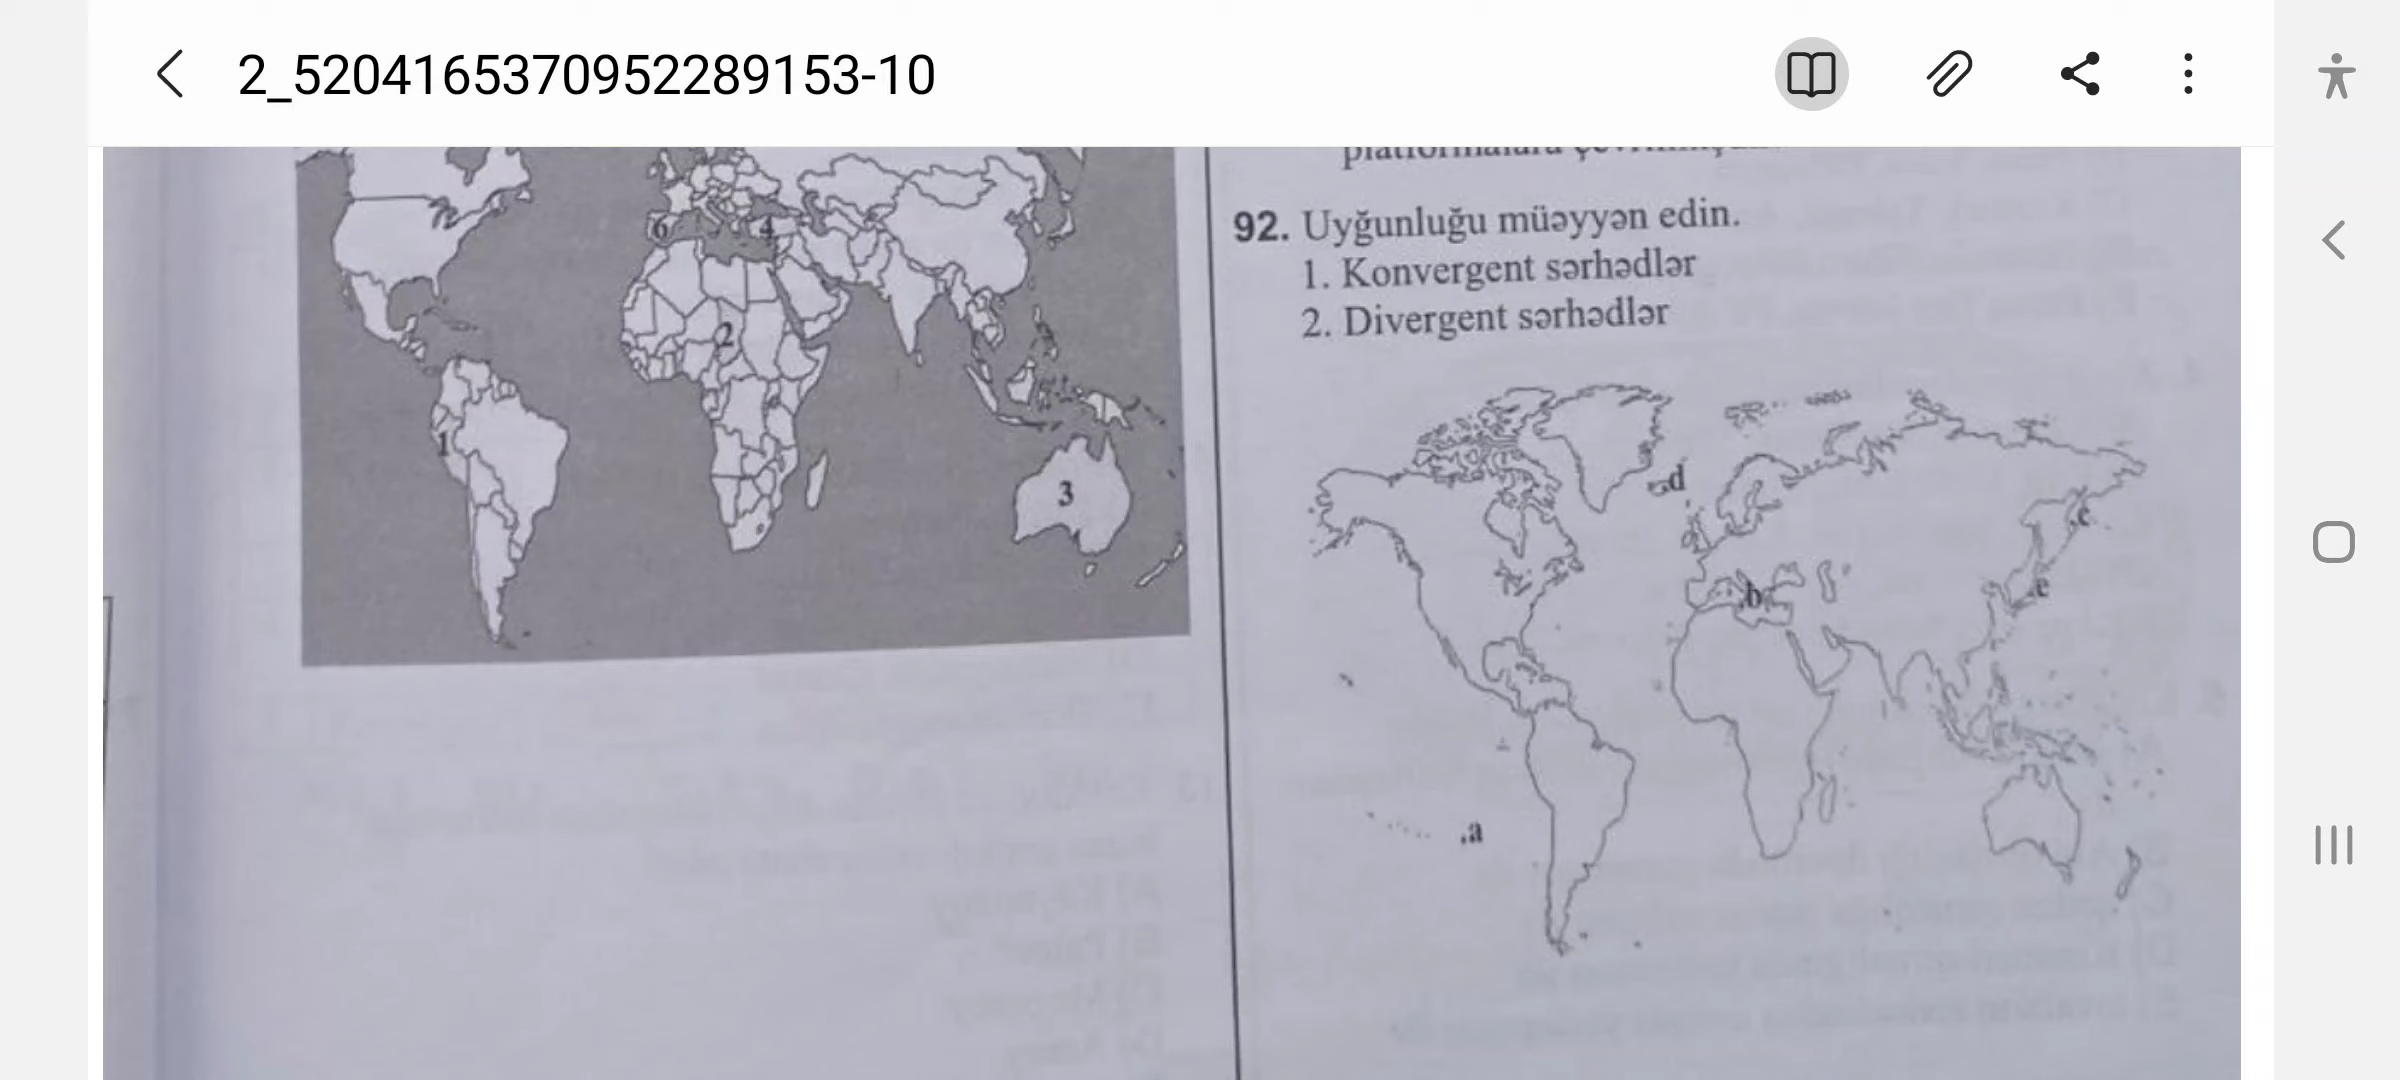 2_5204165370952289153-10
6
4
2
1
3
92. Uyğunluğu müəyyən edin.
1. Konvergent sərhədlər
2. Divergent sərhədlər
d
c
b
e
a